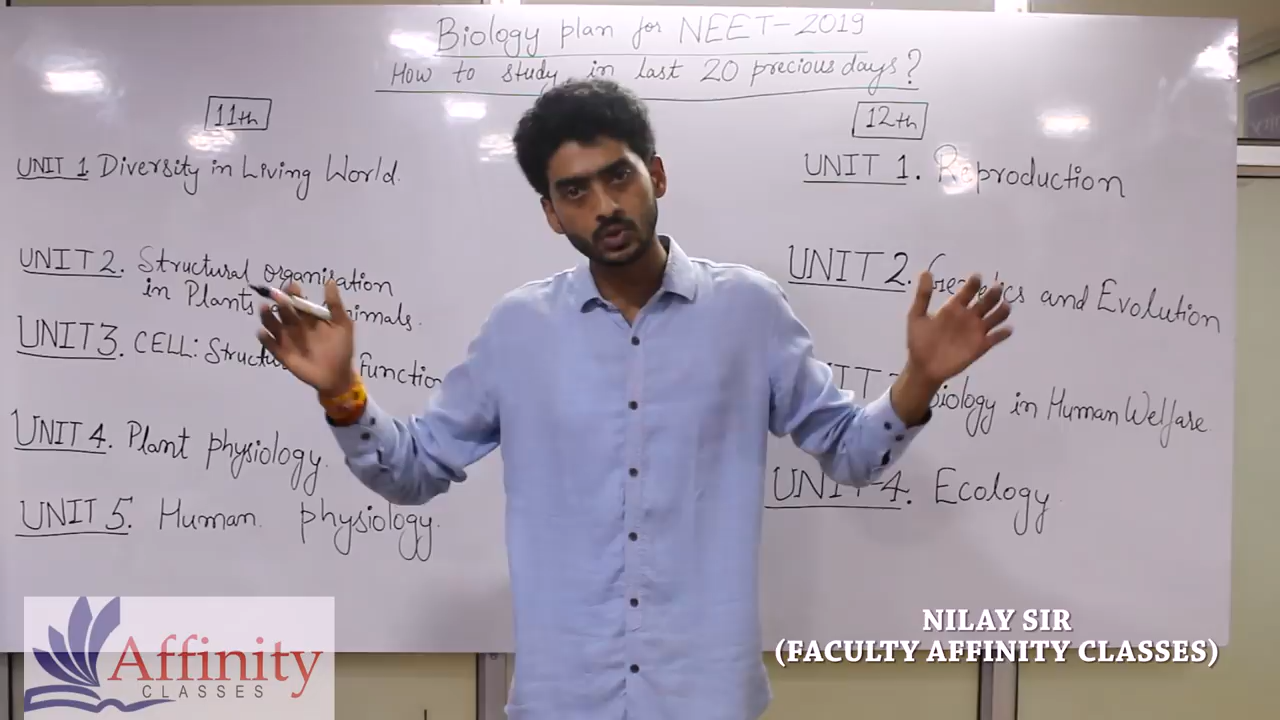 Biology plan for NEET-2019
How to study in last 20 precious days?
11th
UNIT 1 Diversity in Living World.
UNIT 2. Structural organisation
in Plants
UNIT 3. CELL: function
UNIT 4. Plant physiology.
UNIT 5. Human physiology.
12th
UNIT 1. Reproduction
UNIT 2. Genetics and Evolution
Biology in Human Welfare.
UNIT-4. Ecology.
Affinity
CLASSES
NILAY SIR
(FACULTY AFFINITY CLASSES)